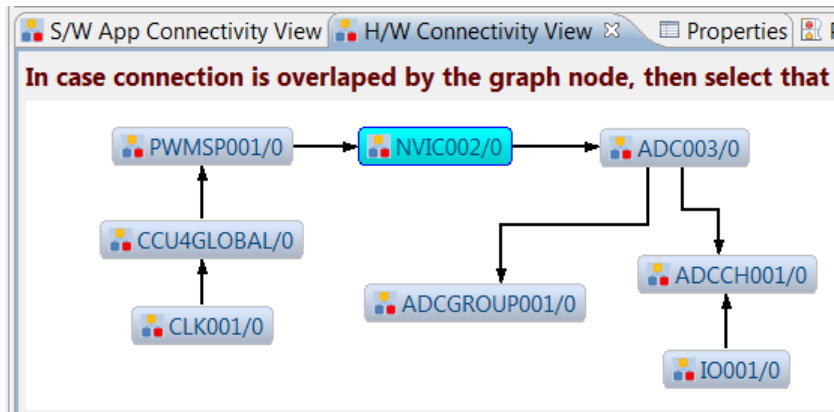 S/W App Connectivity View H/W Connectivity View Properties
In case connection is overlaped by the graph node, then select that
PWMSP001/0 NVIC002/0 ADC003/0
CCU4GLOBAL/0
ADCCH001/0
ADCGROUP001/0
CLK001/0
IO001/0